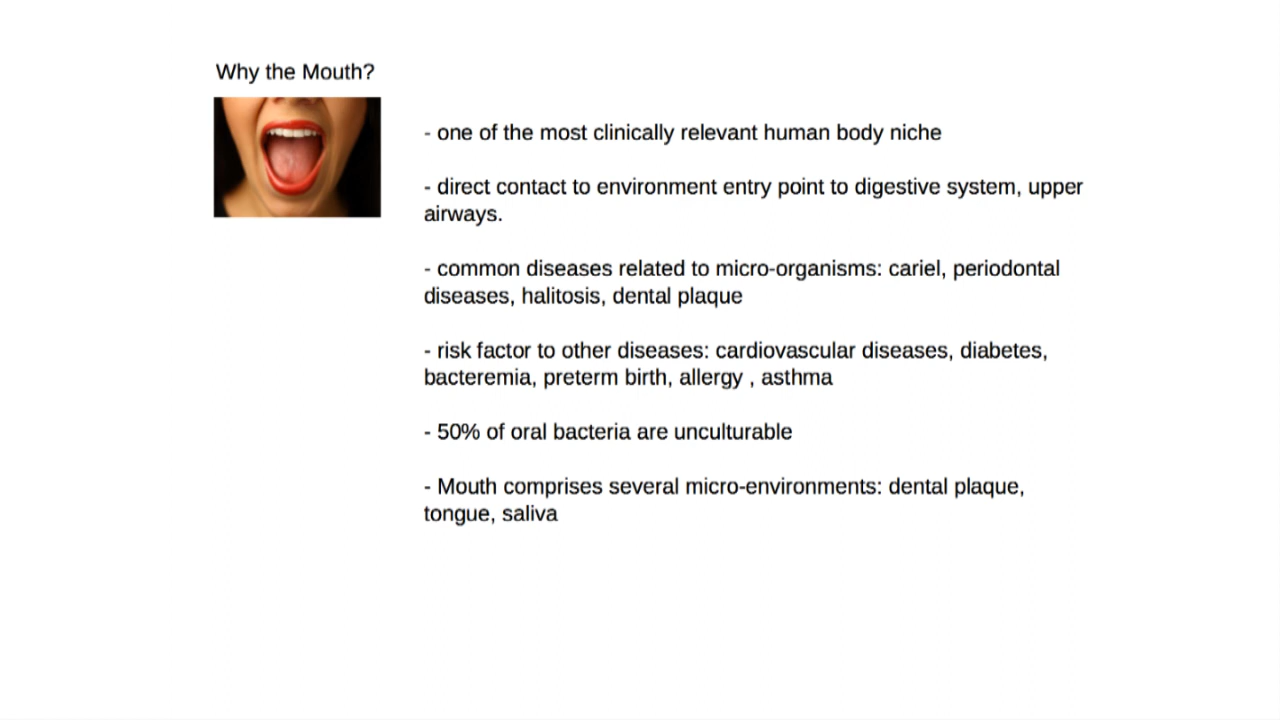 Why the Mouth?
- one of the most clinically relevant human body niche
- direct contact to environment entry point to digestive system, upper
airways.
- common diseases related to micro-organisms: cariel, periodontal
diseases, halitosis, dental plaque
- risk factor to other diseases: cardiovascular diseases, diabetes,
bacteremia, preterm birth, allergy , asthma
- 50% of oral bacteria are unculturable
- Mouth comprises several micro-environments: dental plaque,
tongue, saliva